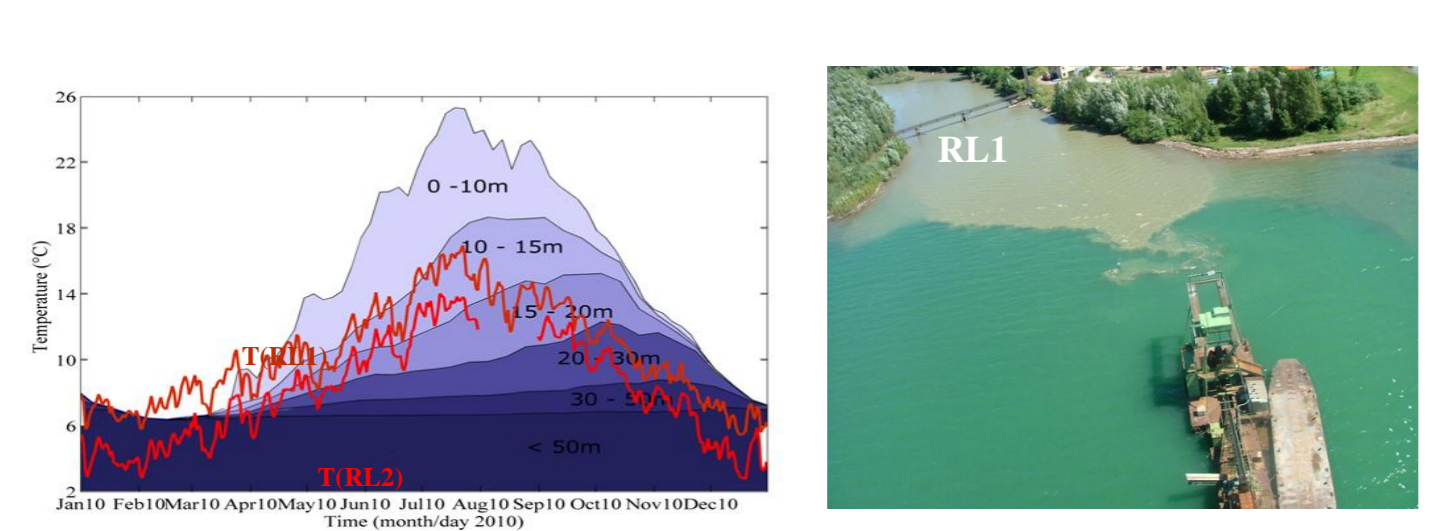 26
22
18
14
10
6
2
Temperature (°C)
0 -10m
10 - 15m
15 - 20m
20 - 30m
30 - 50m
< 50m
T(RL1)
T(RL2)
Jan10 Feb10 Mar10 Apr10 May10 Jun10 Jul10 Aug10 Sep10 Oct10 Nov10 Dec10
Time (month/day 2010)
RL1